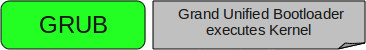 GRUB
Grand Unified Bootloader
executes Kernel